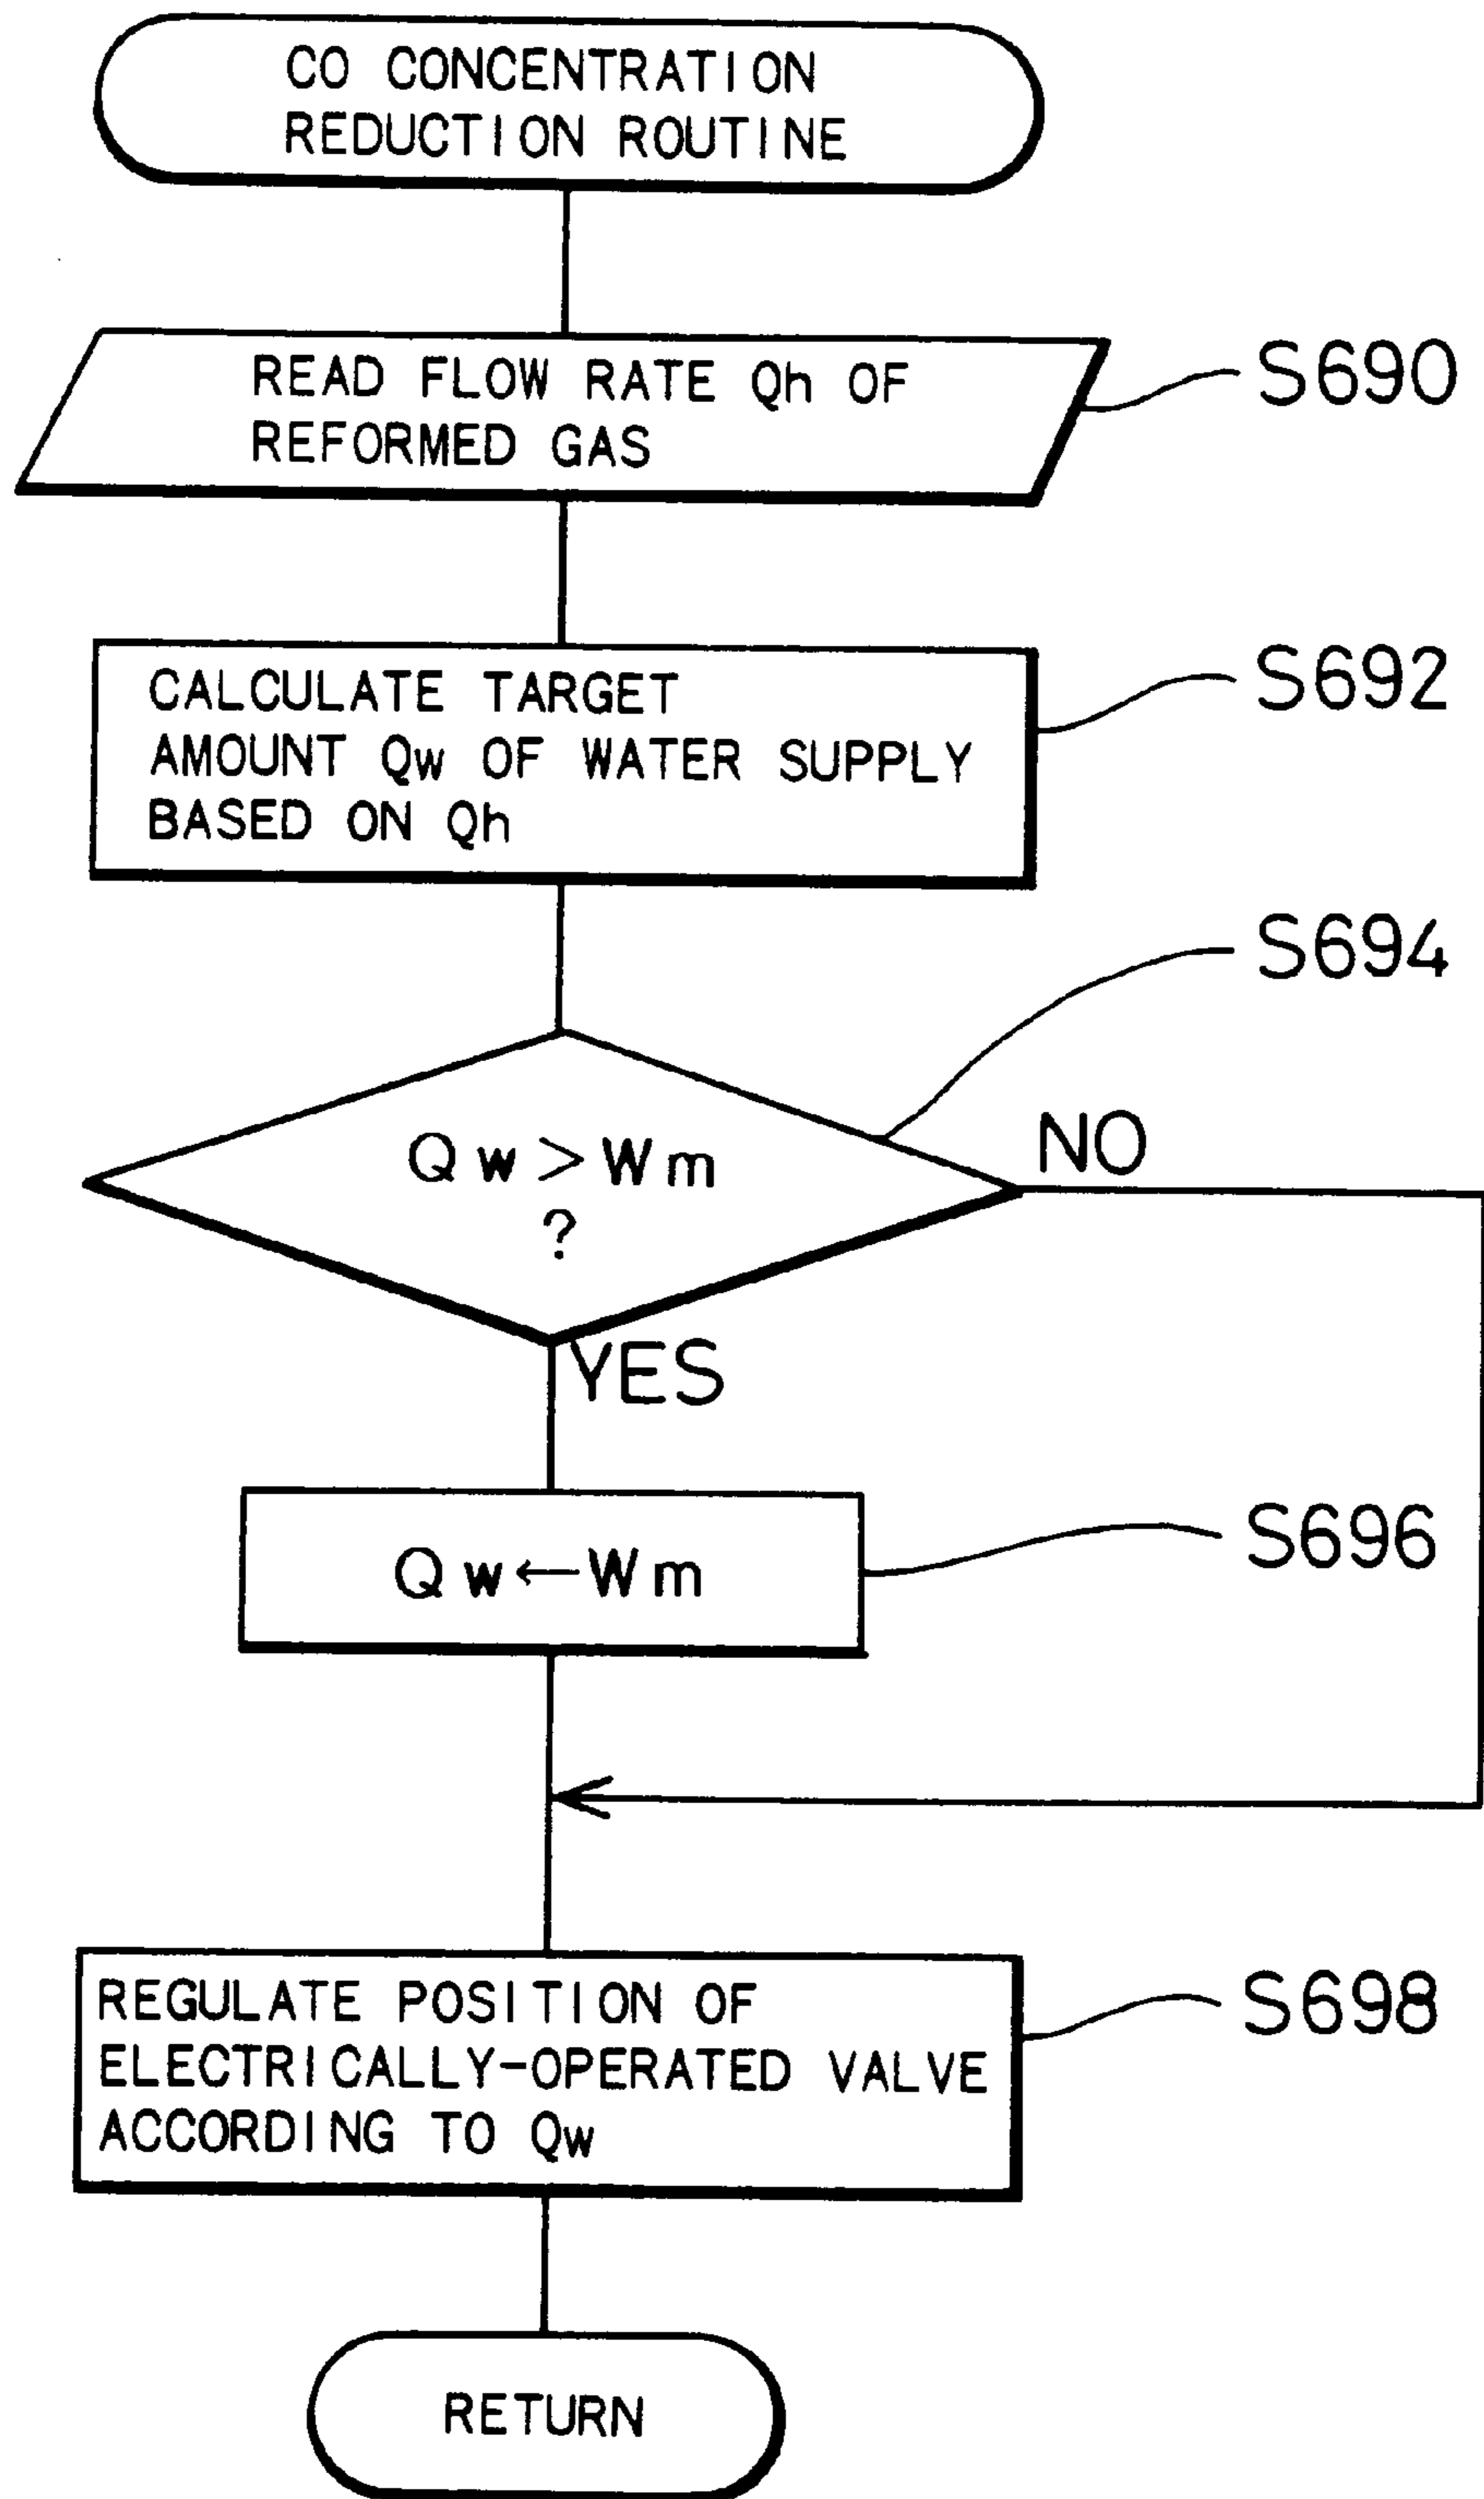 CO CONCENTRATION
REDUCTION ROUTINE
READ FLOW RATE Qh OF
REFORMED GAS
S690
CALCULATE TARGET
AMOUNT Qw OF WATER SUPPLY
BASED ON Qh
S692
S694
Qw>Wm
?
NO
YES
Qw←Wm
S696
REGULATE POSITION OF
ELECTRICALLY-OPERATED VALVE
ACCORDING TO Qw
S698
RETURN